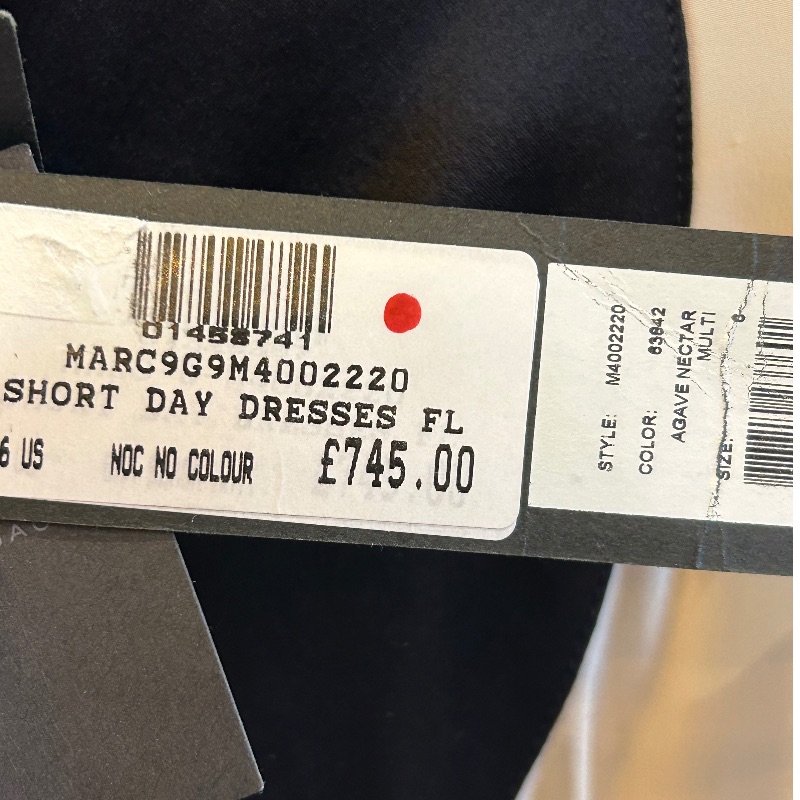 01458741
MARC9G9M4002220
SHORT DAY DRESSES FL
6 US NOC NO COLOUR £745.00
STYLE: M4002220
COLOR: 63642
AGAVE NECTAR
MULTI
SIZE: 6